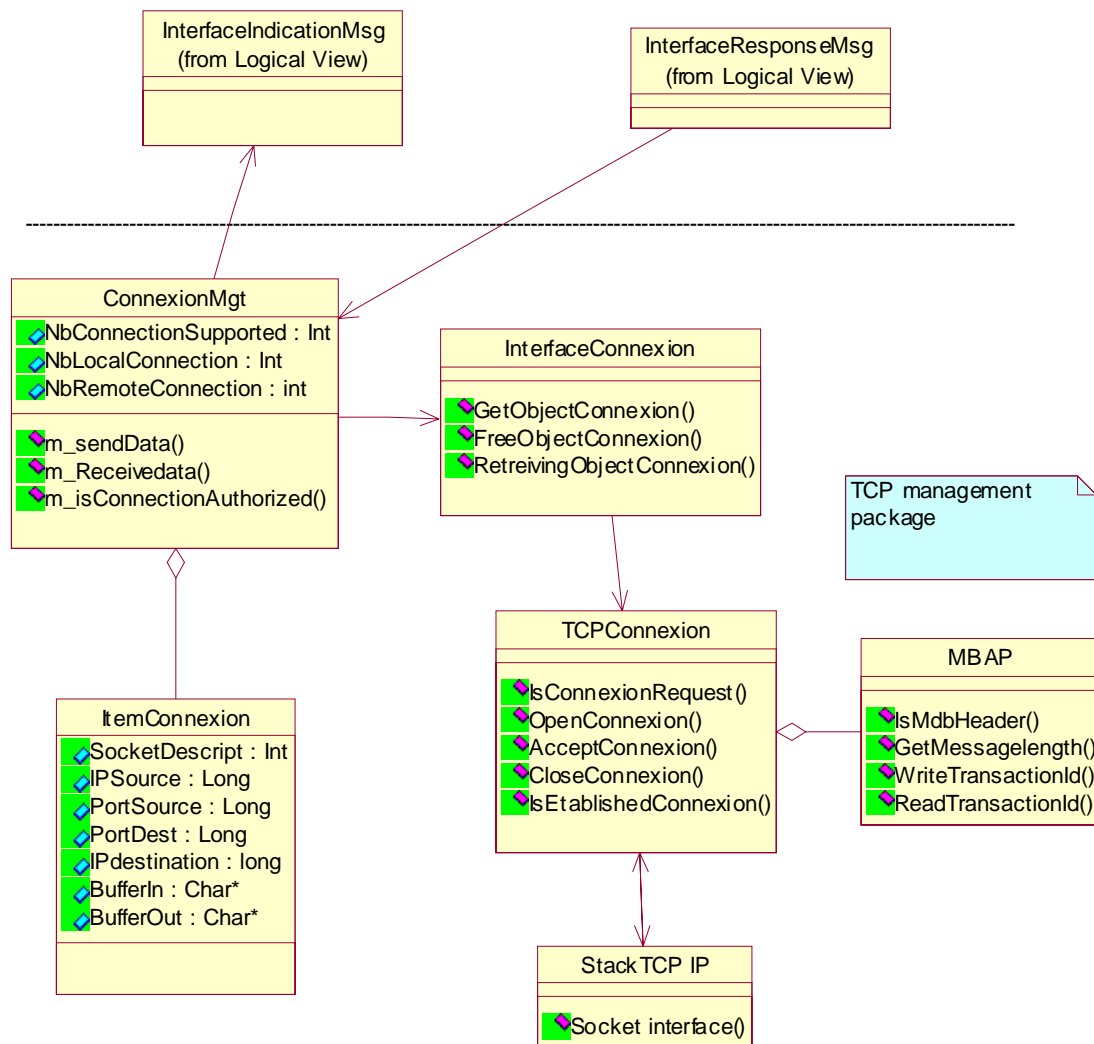 InterfaceIndicationMsg
(from Logical View)
InterfaceResponseMsg
(from Logical View)
ConnexionMgt
NbConnectionSupported : Int
NbLocalConnection : Int
NbRemoteConnection : int
m_sendData()
m_Receivedata()
m_isConnectionAuthorized()
InterfaceConnexion
GetObjectConnexion()
FreeObjectConnexion()
RetreivingObjectConnexion()
TCP management
package
TCPConnexion
IsConnexionRequest()
OpenConnexion()
AcceptConnexion()
CloseConnexion()
IsEtablishedConnexion()
MBAP
IsMdbHeader()
GetMessagelength()
WriteTransactionId()
ReadTransactionId()
ItemConnexion
SocketDescript : Int
IPSource : Long
PortSource : Long
PortDest : Long
IPdestination : long
BufferIn : Char*
BufferOut : Char*
StackTCP IP
Socket interface()